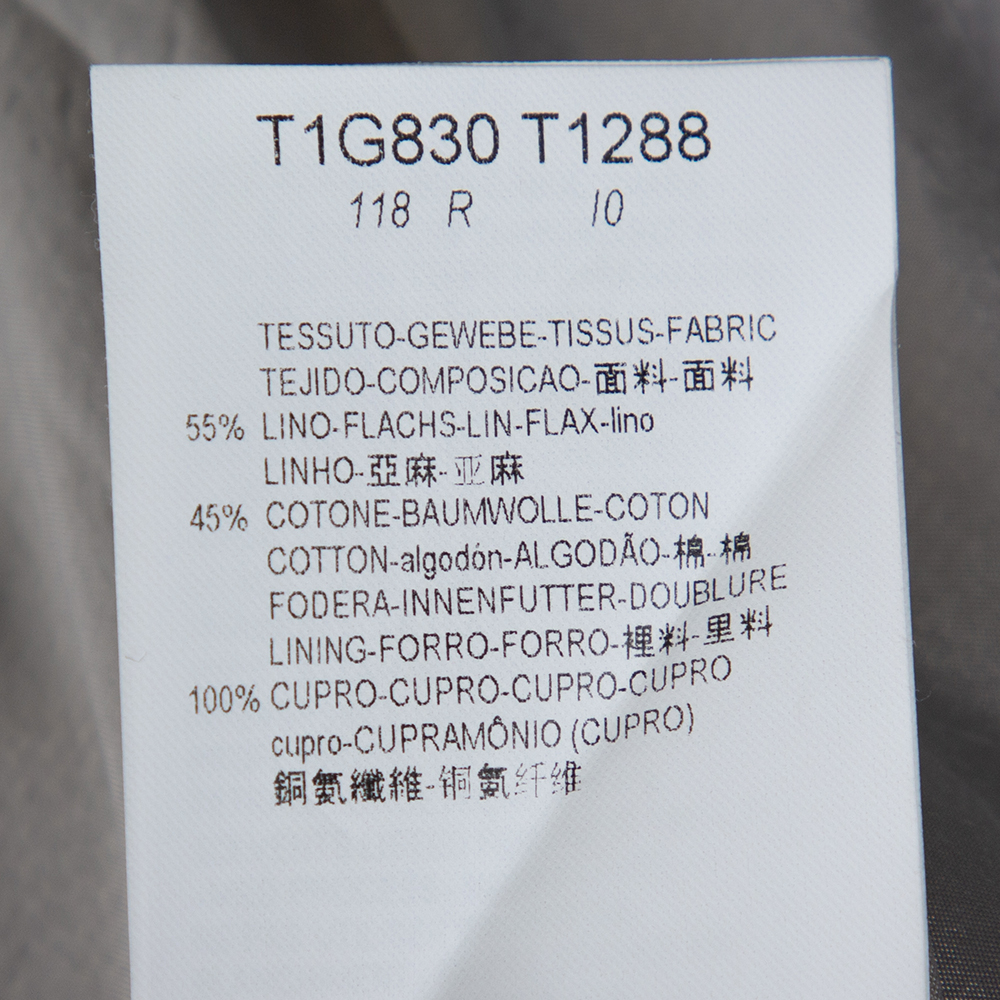 T1G830 T1288
118 R 10
TESSUTO-GEWEBE-TISSUS-FABRIC
TEJIDO-COMPOSICAO-面料-面料
55% LINO-FLACHS-LIN-FLAX-lino
LINHO-亞麻-亚麻
45% COTONE-BAUMWOLLE-COTON
COTTON-algodón-ALGODÃO-棉-棉
FODERA-INNENFUTTER-DOUBLURE
LINING-FORRO-FORRO-裡料-里料
100% CUPRO-CUPRO-CUPRO-CUPRO
cupro-CUPRAMÔNIO (CUPRO)
銅氨纖維-铜氨纤维